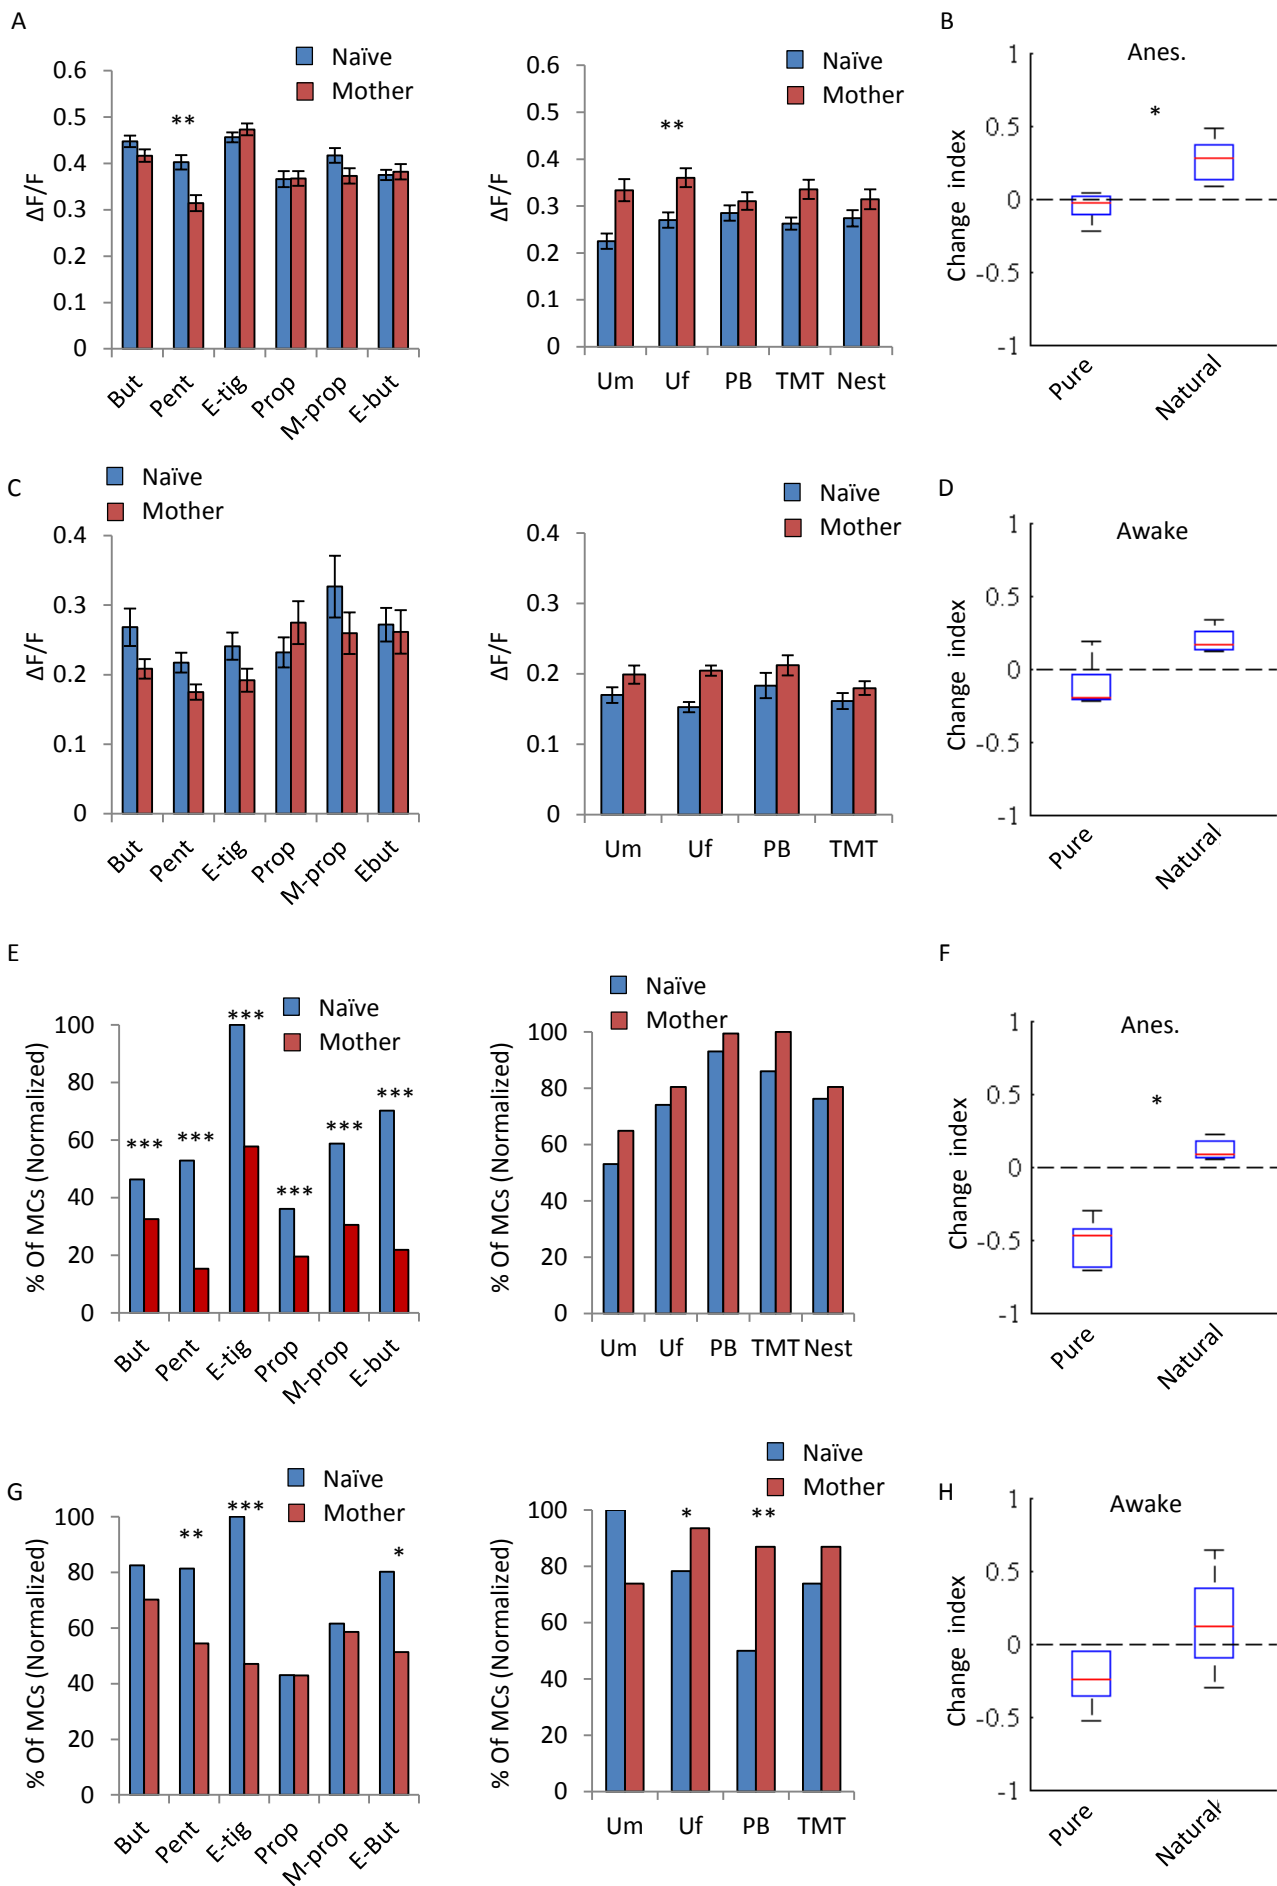 A
Naïve
Mother
ΔF/F
0.6
0.5
0.4
0.3
0.2
0.1
0
**
But
Pent
E-tig
Prop
M-prop
E-but
Naïve
Mother
ΔF/F
0.6
0.5
0.4
0.3
0.2
0.1
0
**
Um
Uf
PB
TMT
Nest
B
Anes.
Change index
1
0.5
0
-0.5
-1
*
Pure
Natural
C
Naïve
Mother
ΔF/F
0.4
0.3
0.2
0.1
0
But
Pent
E-tig
Prop
M-prop
Ebut
Naïve
Mother
ΔF/F
0.4
0.3
0.2
0.1
0
Um
Uf
PB
TMT
D
Awake
Change index
1
0.5
0
-0.5
-1
Pure
Natural
E
Naïve
Mother
% Of MCs (Normalized)
100
80
60
40
20
0
***
***
***
***
***
***
But
Pent
E-tig
Prop
M-prop
E-but
Naïve
Mother
% Of MCs (Normalized)
100
80
60
40
20
0
Um
Uf
PB
TMT
Nest
F
Anes.
Change index
1
0.5
0
-0.5
-1
*
Pure
Natural
G
Naïve
Mother
% Of MCs (Normalized)
100
80
60
40
20
0
**
***
*
But
Pent
E-tig
Prop
M-prop
E-But
Naïve
Mother
% Of MCs (Normalized)
100
80
60
40
20
0
*
**
Um
Uf
PB
TMT
H
Awake
Change index
1
0.5
0
-0.5
-1
Pure
Natural